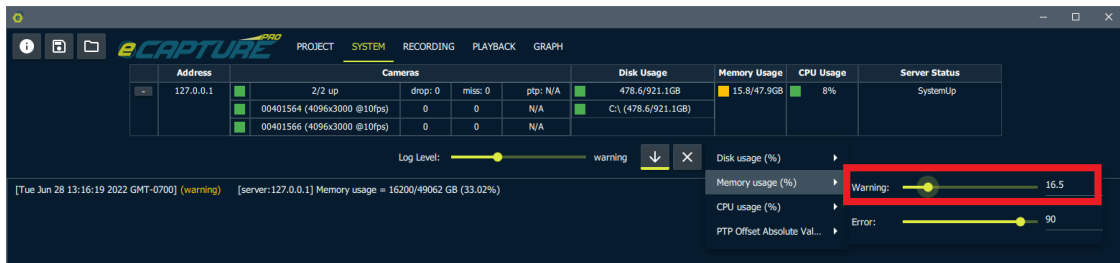 eCAPTURE PRO PROJECT SYSTEM RECORDING PLAYBACK GRAPH
Address Cameras Disk Usage Memory Usage CPU Usage Server Status
- 127.0.0.1 2/2 up drop: 0 miss: 0 ptp: N/A 478.6/921.1GB 15.8/47.9GB 8% SystemUp
00401564 (4096x3000 @10fps) 0 0 N/A C:\ (478.6/921.1GB)
00401566 (4096x3000 @10fps) 0 0 N/A
Log Level: warning Disk usage (%)
[Tue Jun 28 13:16:19 2022 GMT-0700] (warning) [server:127.0.0.1] Memory usage = 16200/49062 GB (33.02%) Memory usage (%) Warning: 16.5
CPU usage (%)
Error: 90
PTP Offset Absolute Val...